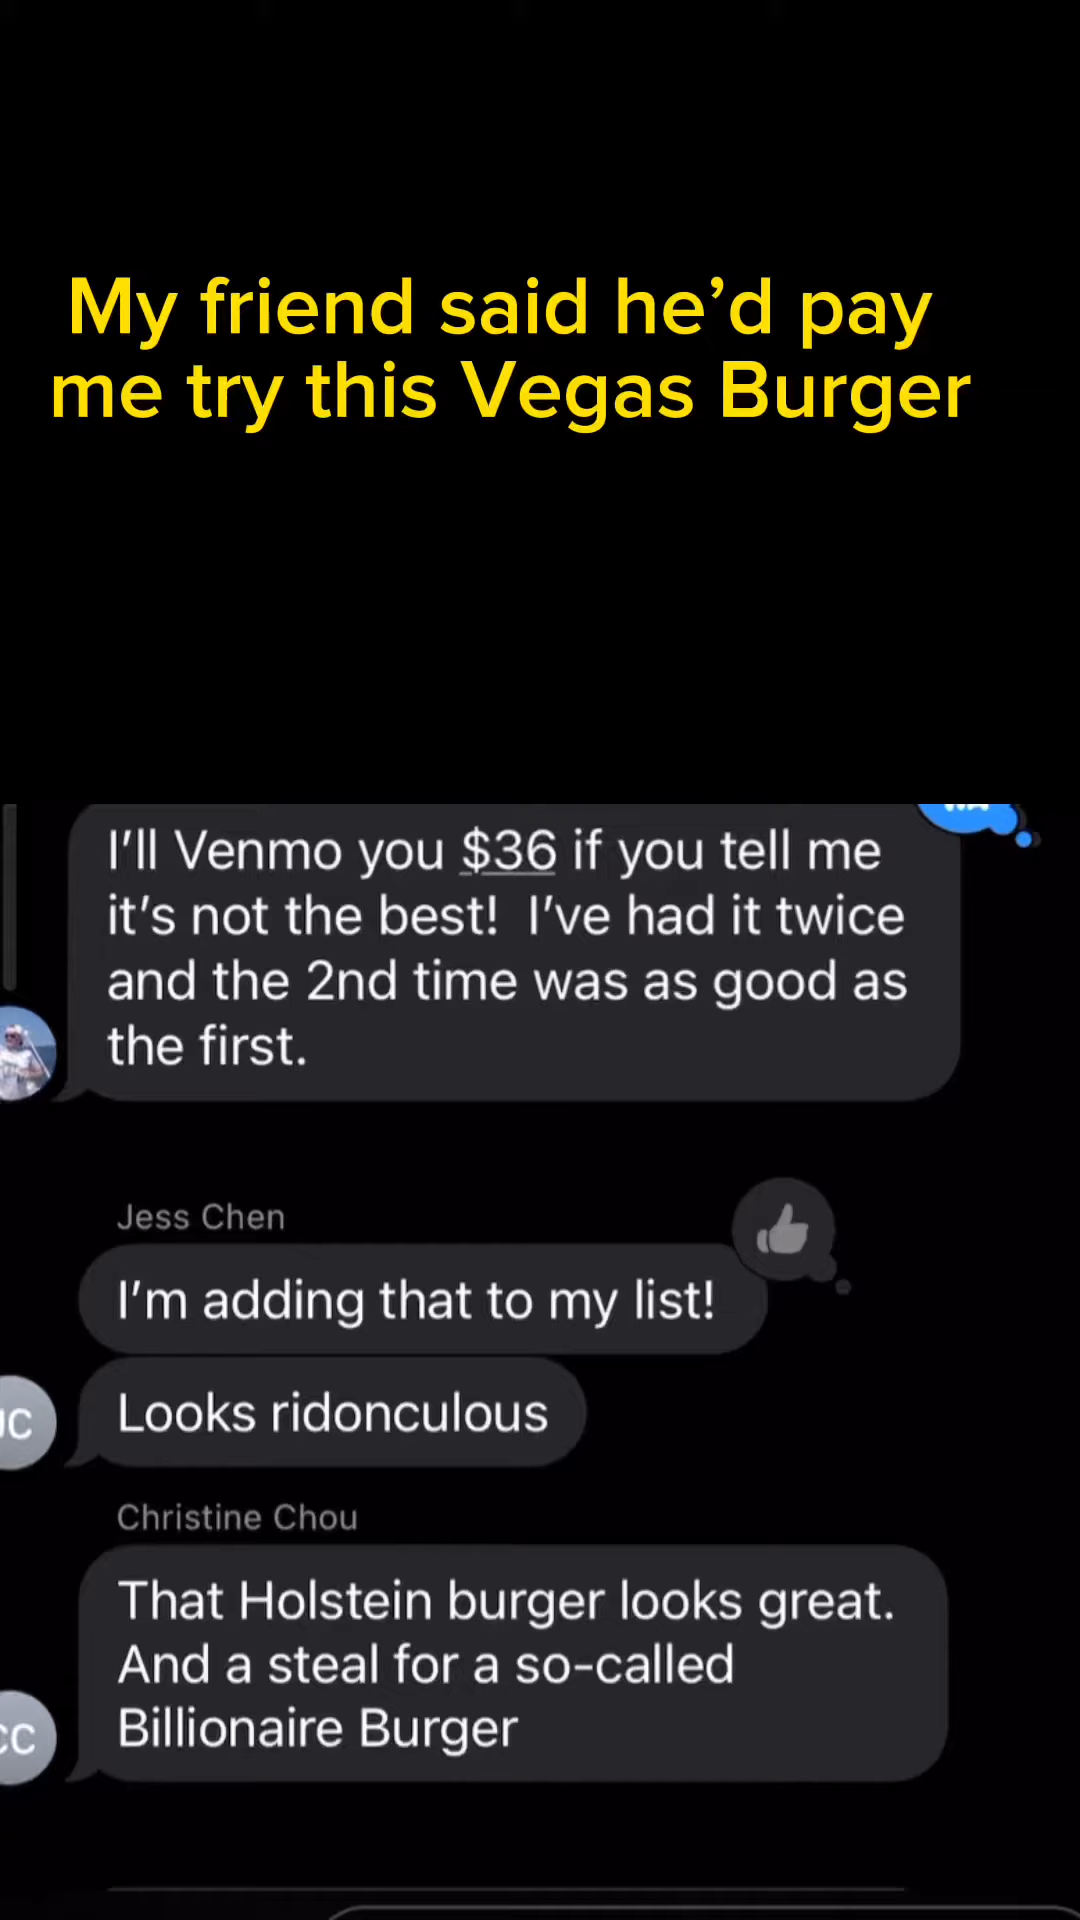 My friend said he’d pay
me try this Vegas Burger
I’ll Venmo you $36 if you tell me
it’s not the best!  I’ve had it twice
and the 2nd time was as good as
the first.
Jess Chen
I’m adding that to my list!
Looks ridonculous
JC
Christine Chou
That Holstein burger looks great.
And a steal for a so-called
Billionaire Burger
CC